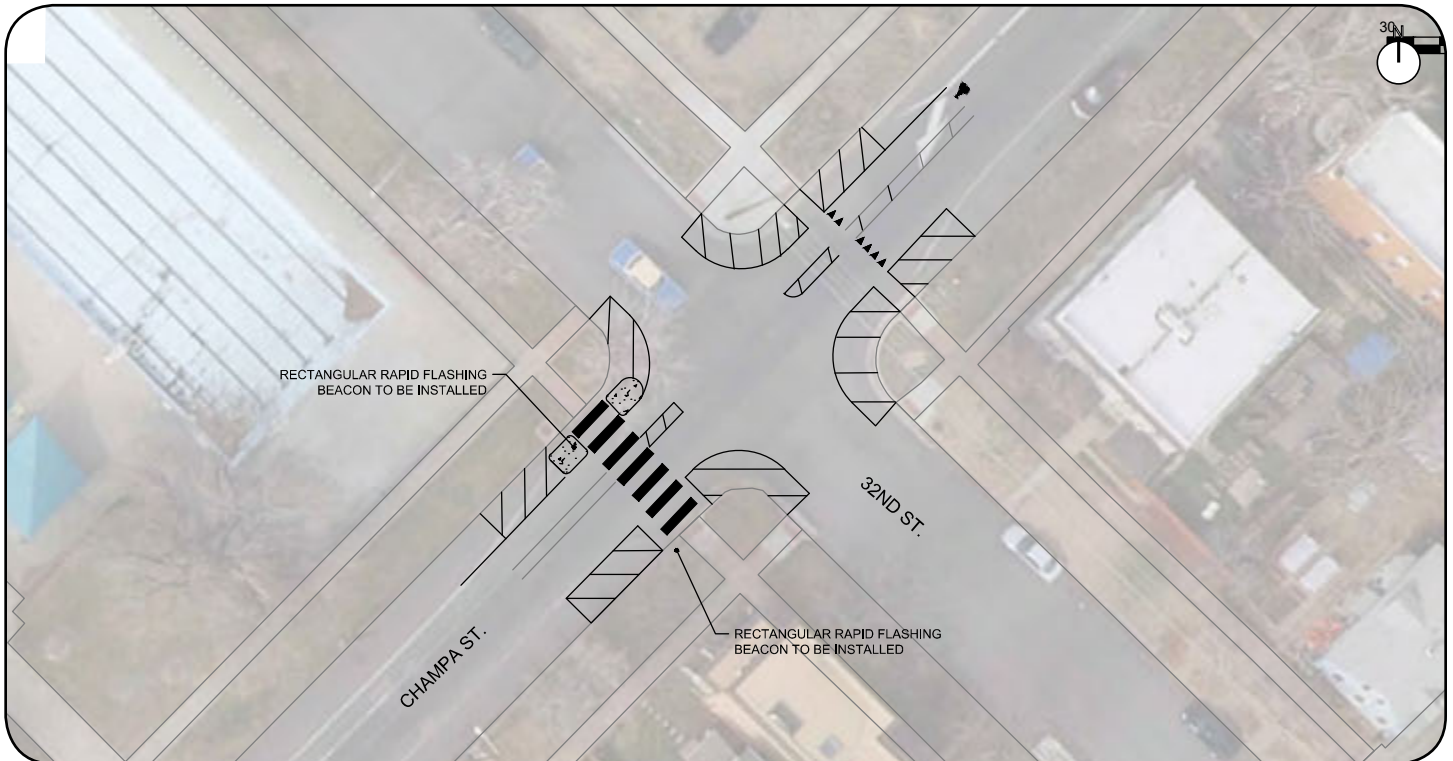 30
N
RECTANGULAR RAPID FLASHING
BEACON TO BE INSTALLED
32ND ST.
RECTANGULAR RAPID FLASHING
BEACON TO BE INSTALLED
CHAMPA ST.